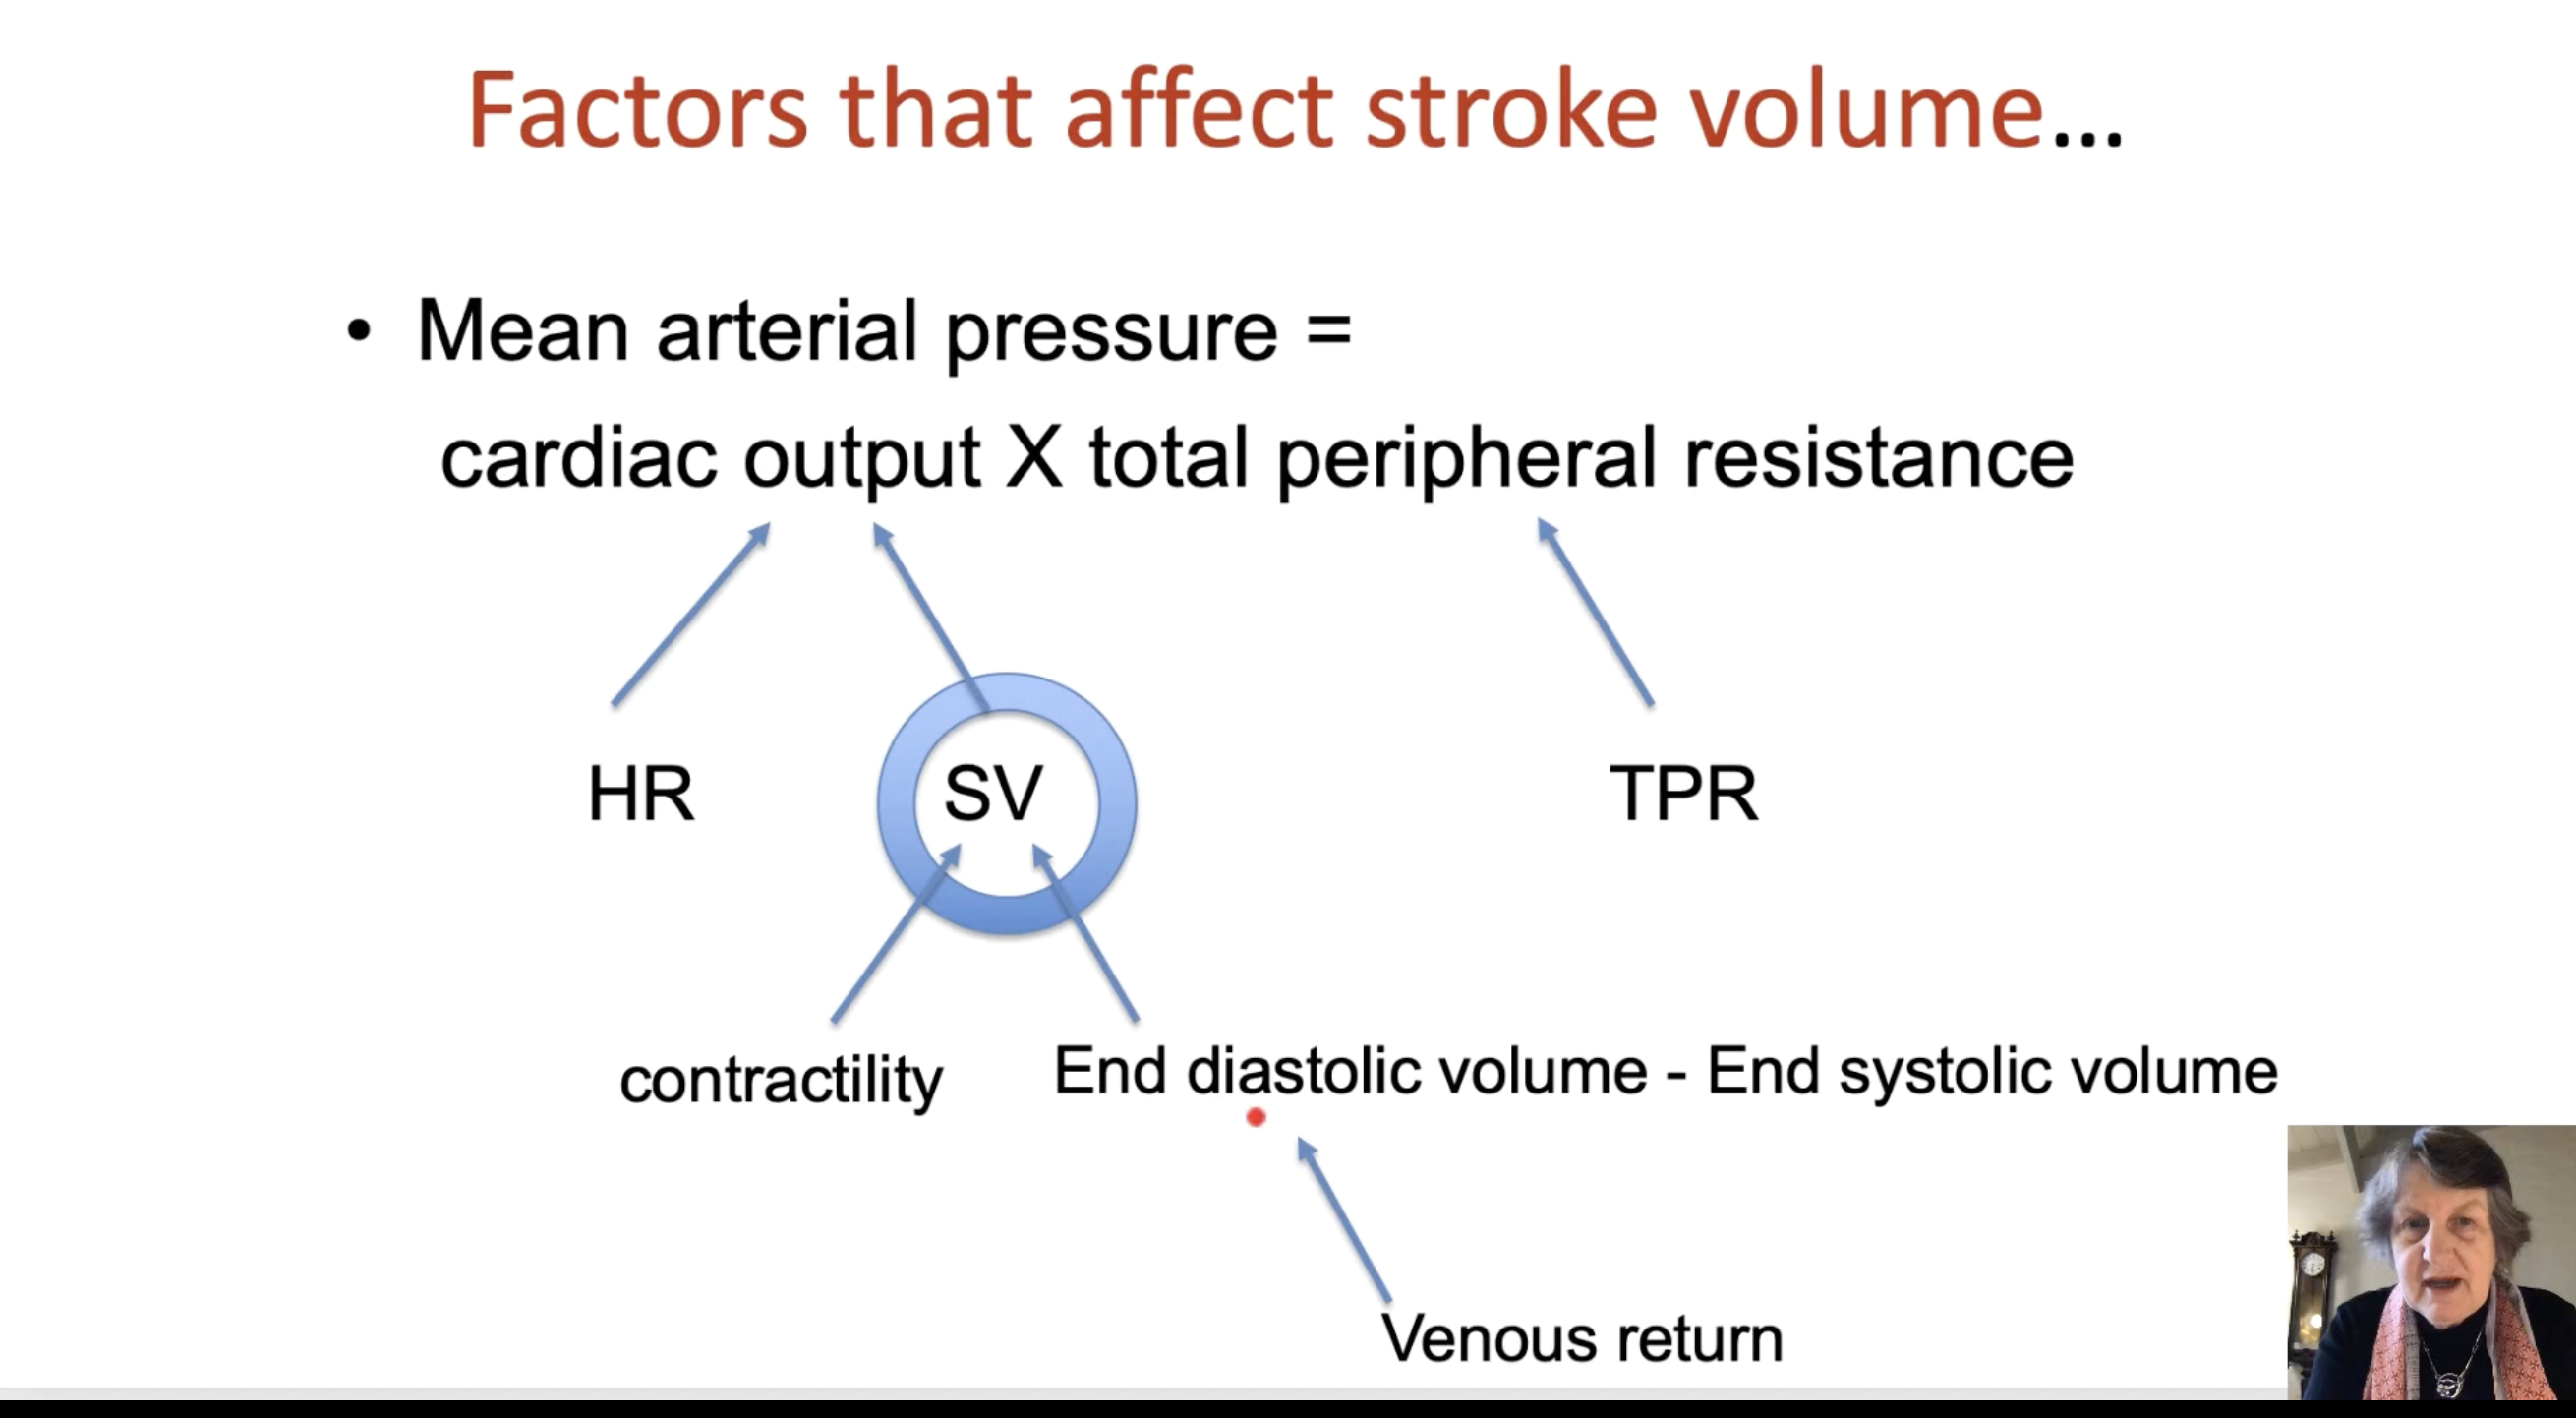 Factors that affect stroke volume...
• Mean arterial pressure =
cardiac output X total peripheral resistance
HR
SV
TPR
contractility
End diastolic volume - End systolic volume
Venous return